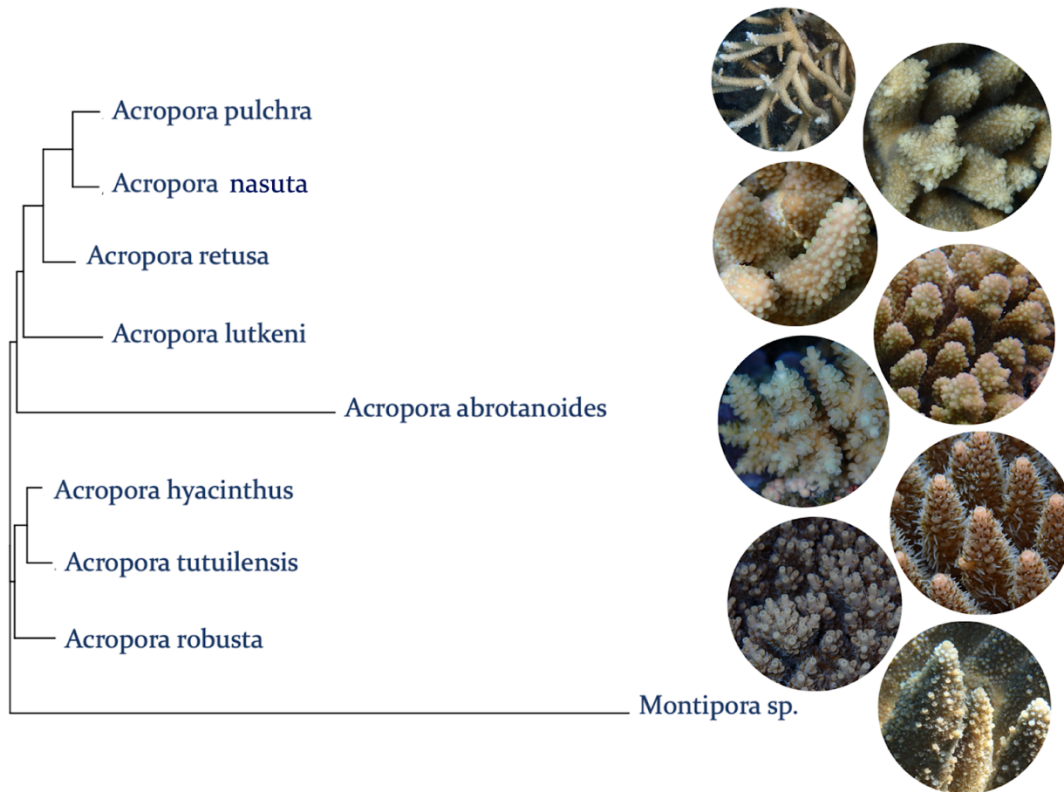 Acropora pulchra
Acropora nasuta
Acropora retusa
Acropora lutkeni
Acropora abrotanoides
Acropora hyacinthus
Acropora tutuilensis
Acropora robusta
Montipora sp.